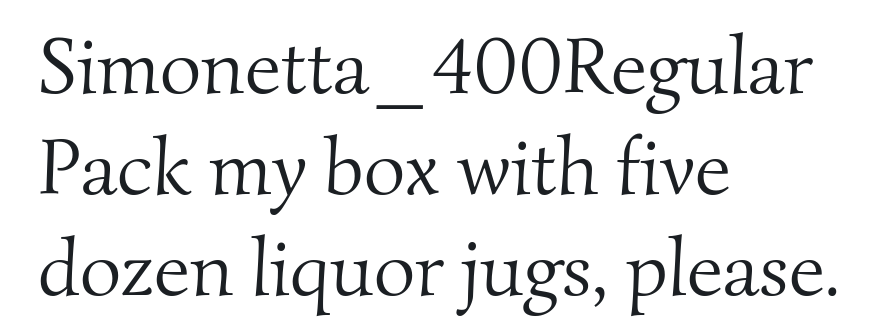 Simonetta_400Regular
Pack my box with five
dozen liquor jugs, please.